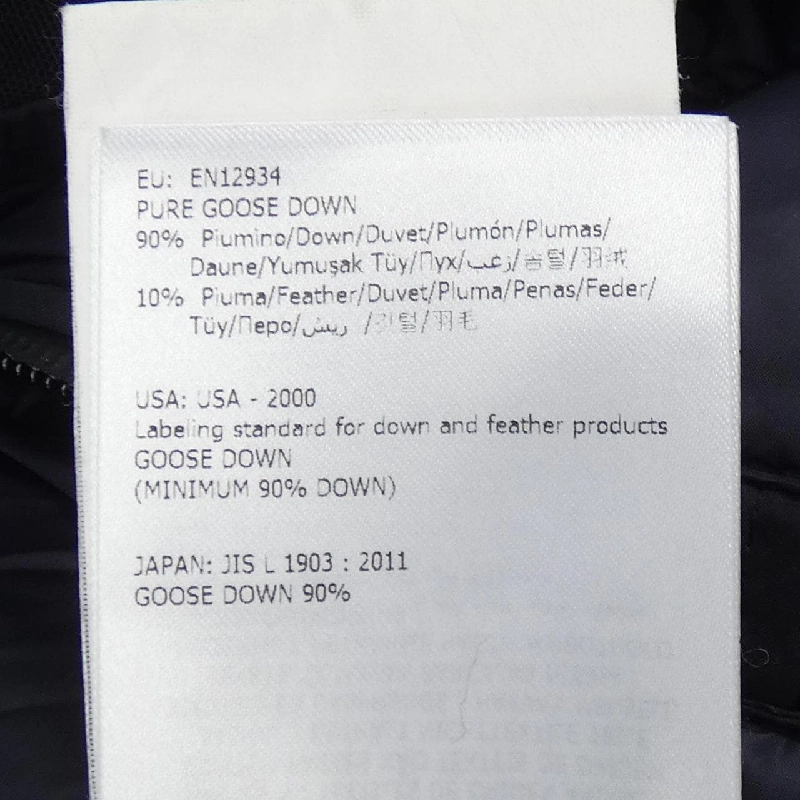 EU: EN12934
PURE GOOSE DOWN
90% Piumino/Down/Duvet/Plumón/Plumas/
Daune/Yumuşak Tüy/Пух/زغب/솜털/羽绒
10% Piuma/Feather/Duvet/Pluma/Penas/Feder/
Tüy/Перо/ريش /깃털/羽毛
USA: USA - 2000
Labeling standard for down and feather products
GOOSE DOWN
(MINIMUM 90% DOWN)
JAPAN: JIS L 1903 : 2011
GOOSE DOWN 90%